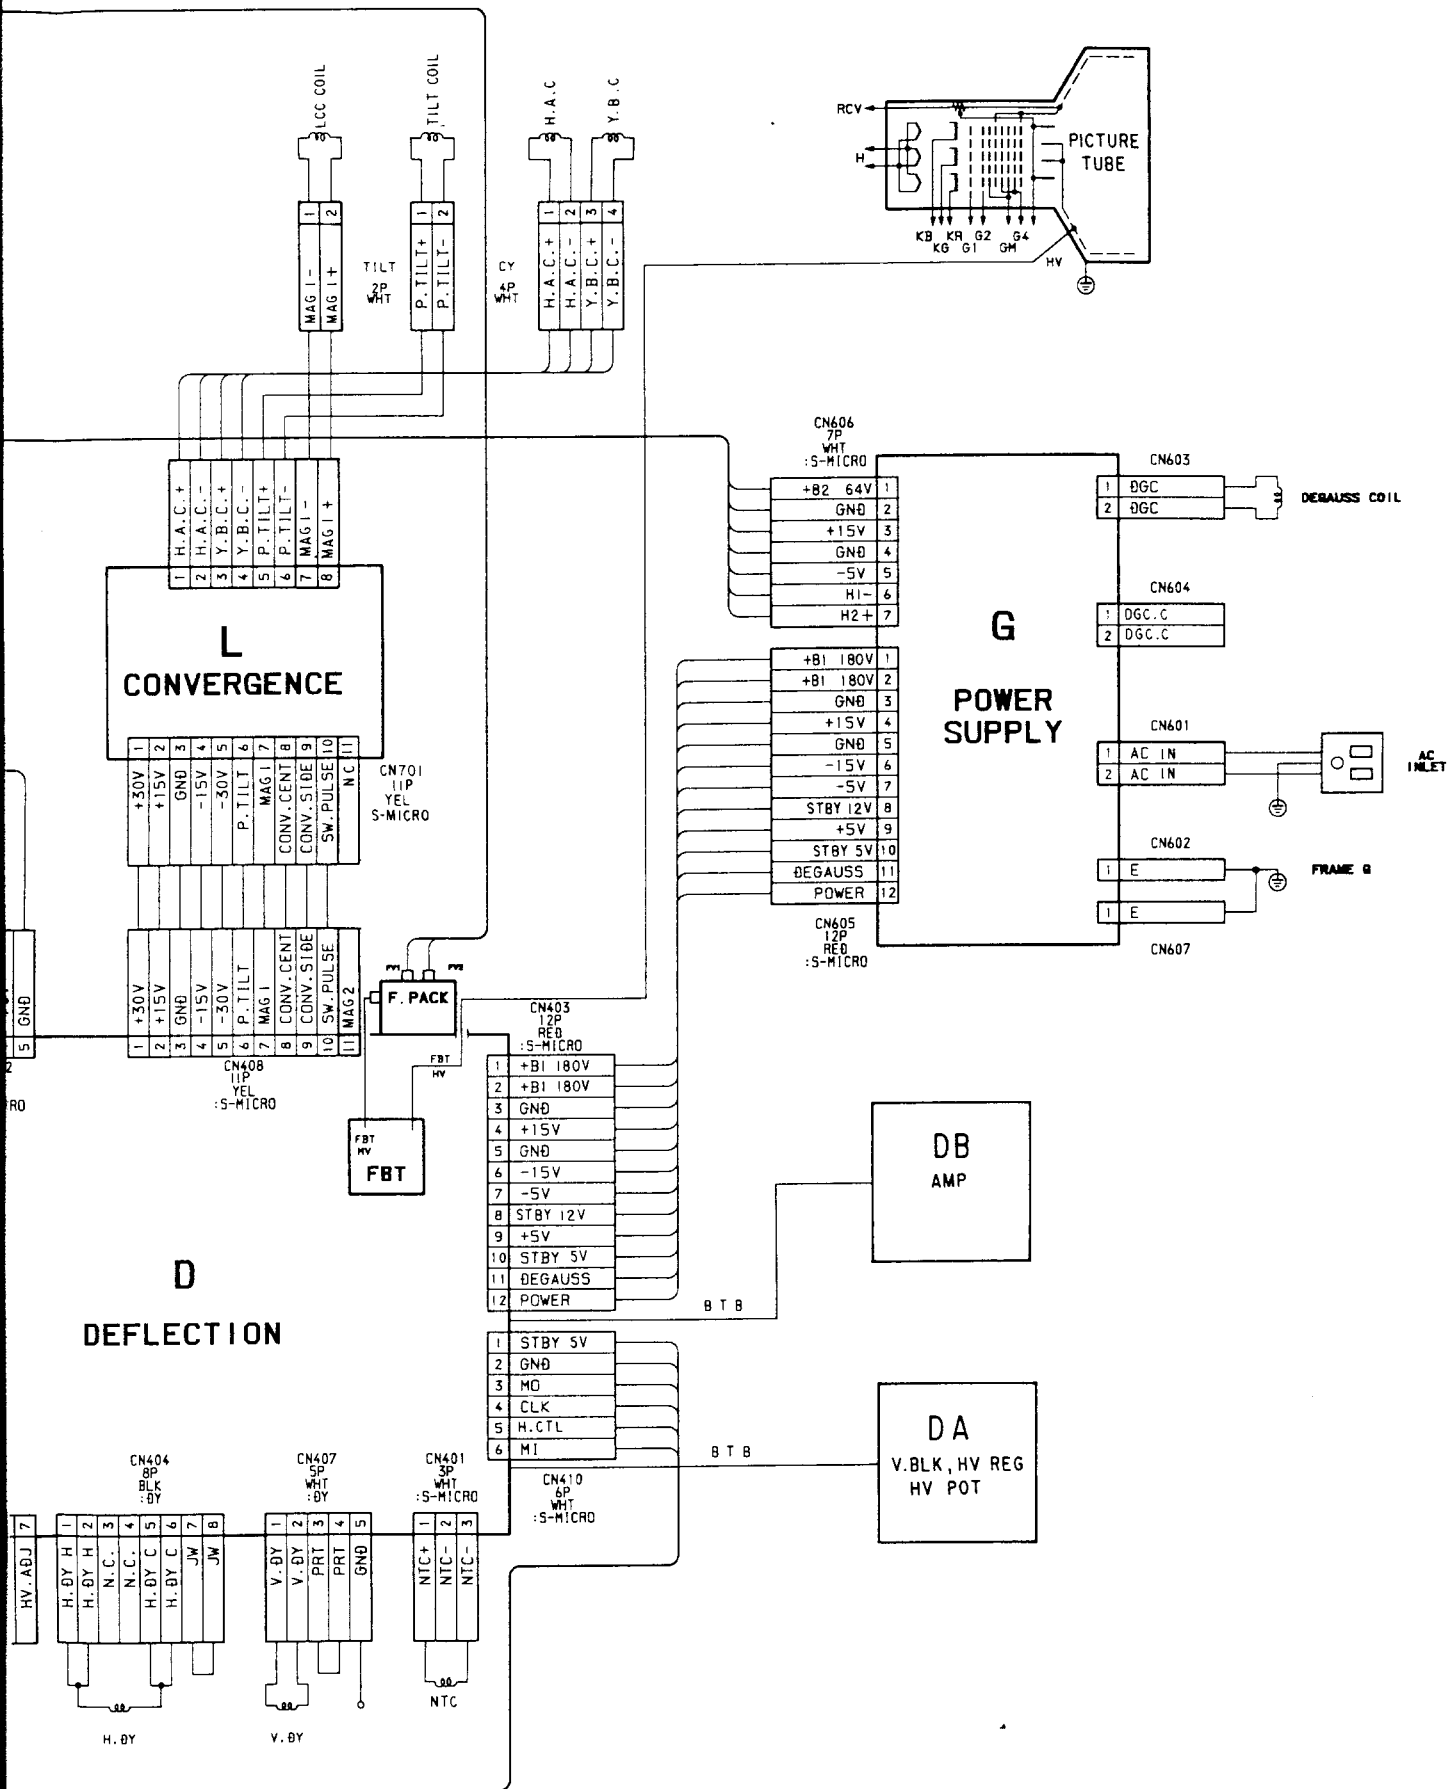 LCC COIL
TILT COIL
H.A.C
Y.B.C
RCV
H
PICTURE
TUBE
KB
KG
KR
G1
G2
GM
G4
HV
1
2
MAG1-
MAG1+
TILT
2P
WHT
1
2
P.TILT+
P.TILT-
CY
4P
WHT
1
2
3
4
H.A.C.+
H.A.C.-
Y.B.C.+
Y.B.C.-
1 H.A.C.+
2 H.A.C.-
3 Y.B.C.+
4 Y.B.C.-
5 P.TILT+
6 P.TILT-
7 MAG1-
8 MAG1+
L
CONVERGENCE
1 +30V
2 +15V
3 GND
4 -15V
5 -30V
6 P.TILT
7 MAG1
8 CONV.CENT
9 CONV.SIDE
10 SW.PULSE
11 NC
CN701
11P
YEL
S-MICRO
1 +30V
2 +15V
3 GND
4 -15V
5 -30V
6 P.TILT
7 MAG1
8 CONV.CENT
9 CONV.SIDE
10 SW.PULSE
11 MAG2
CN408
11P
YEL
:S-MICRO
5 GND
2
RO
PV1
PV2
F.PACK
FBT
HV
FBT
HV
FBT
CN606
7P
WHT
:S-MICRO
+B2 64V 1
GND 2
+15V 3
GND 4
-5V 5
H1- 6
H2+ 7
+B1 180V 1
+B1 180V 2
GND 3
+15V 4
GND 5
-15V 6
-5V 7
STBY 12V 8
+5V 9
STBY 5V 10
DEGAUSS 11
POWER 12
CN605
12P
RED
:S-MICRO
G
POWER
SUPPLY
CN603
1 DGC
2 DGC
DEGAUSS COIL
CN604
1 DGC.C
2 DGC.C
CN601
1 AC IN
2 AC IN
AC
INLET
CN602
1 E
FRAME G
1 E
CN607
CN403
12P
RED
:S-MICRO
1 +B1 180V
2 +B1 180V
3 GND
4 +15V
5 GND
6 -15V
7 -5V
8 STBY 12V
9 +5V
10 STBY 5V
11 DEGAUSS
12 POWER
BTB
DB
AMP
1 STBY 5V
2 GND
3 MO
4 CLK
5 H.CTL
6 MI
BTB
CN410
6P
WHT
:S-MICRO
DA
V.BLK, HV REG
HV POT
D
DEFLECTION
7 HV.ADJ
CN404
8P
BLK
:DY
1 H.DY H
2 H.DY H
3 N.C.
4 N.C.
5 H.DY C
6 H.DY C
7 JW
8 JW
H.DY
CN407
5P
WHT
:DY
1 V.DY
2 V.DY
3 PRT
4 PRT
5 GND
V.DY
CN401
3P
WHT
:S-MICRO
1 NTC+
2 NTC-
3 NTC-
NTC